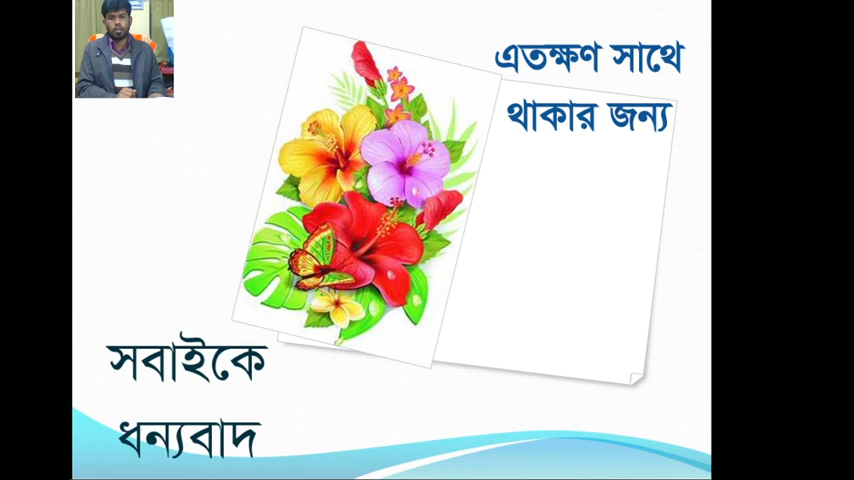 এতক্ষণ সাথে
থাকার জন্য
সবাইকে
ধন্যবাদ